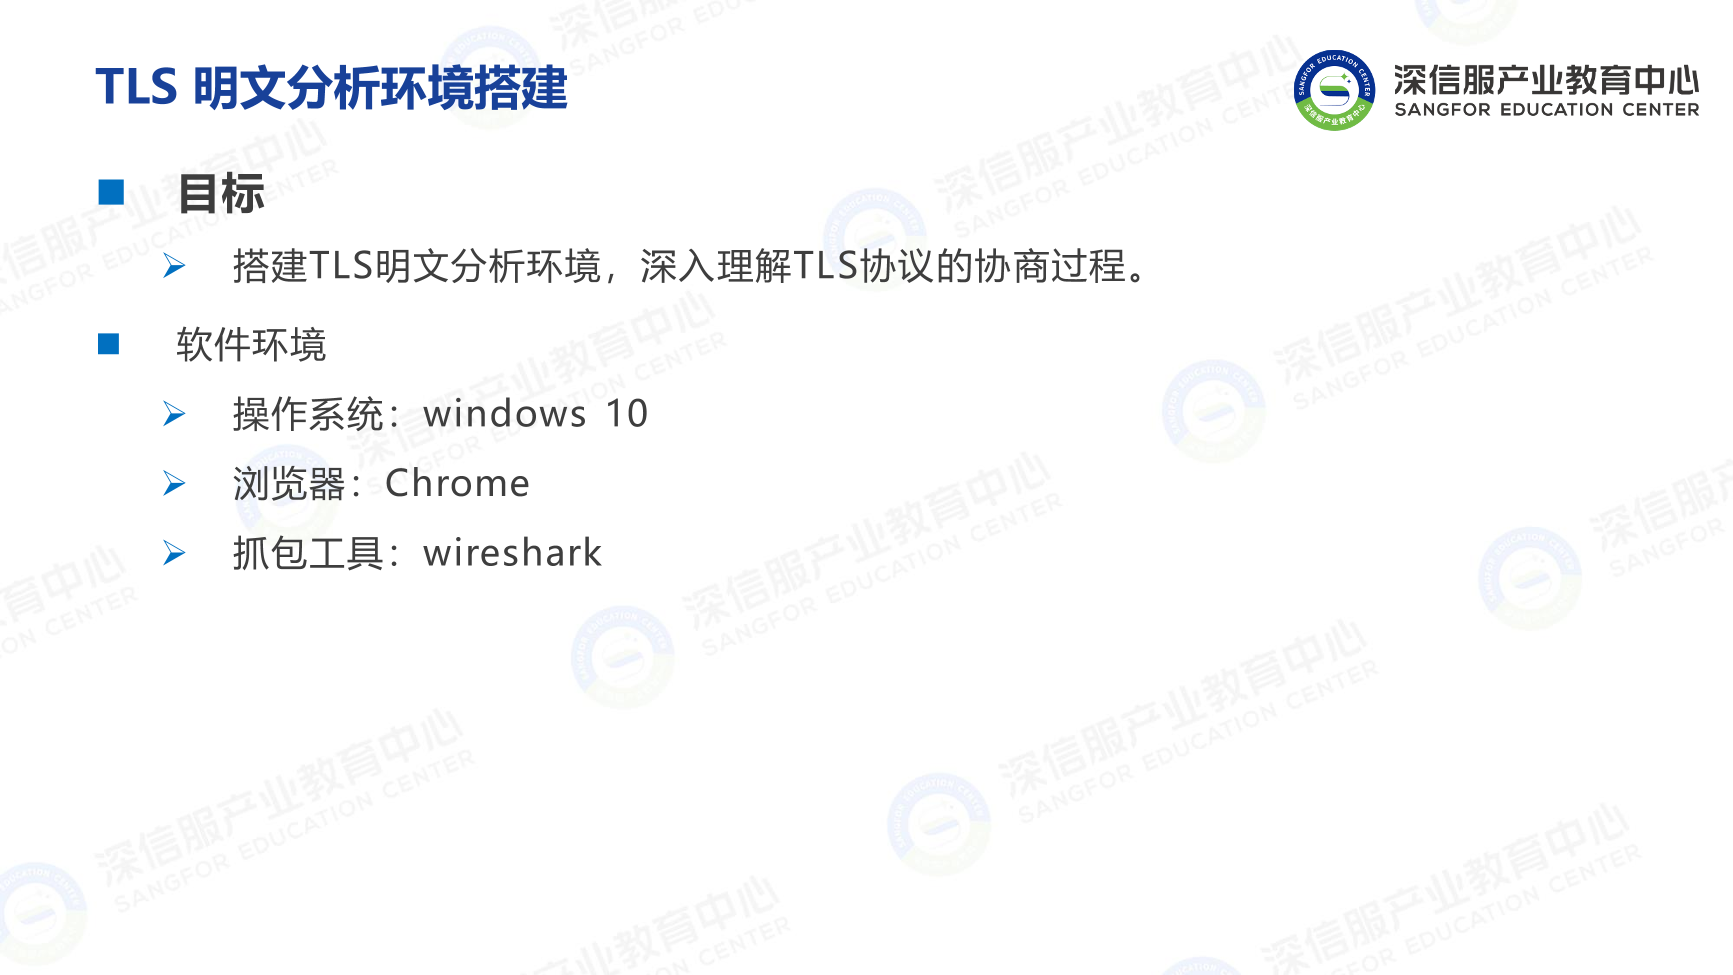 TLS 明文分析环境搭建
深信服产业教育中心
SANGFOR EDUCATION CENTER
目标
搭建TLS明文分析环境，深入理解TLS协议的协商过程。
软件环境
操作系统：windows 10
浏览器：Chrome
抓包工具：wireshark